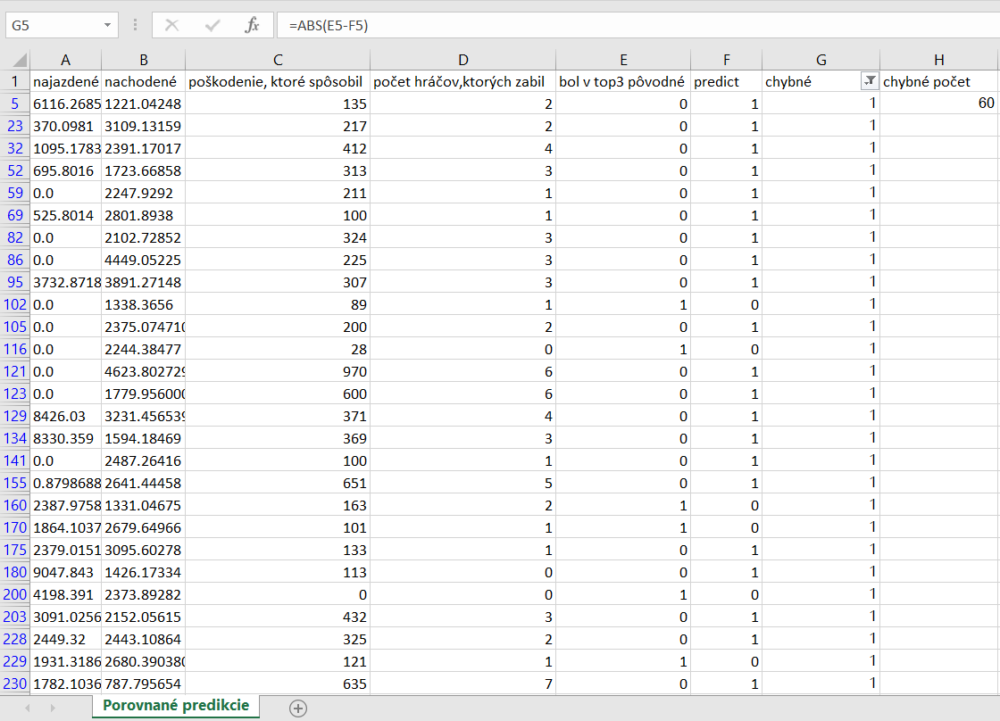 G5 =ABS(E5-F5)
A B C D E F G H
1 najazdené nachodené poškodenie, ktoré spôsobil počet hráčov,ktorých zabil bol v top3 pôvodné predict chybné chybné počet
5 6116.2685 1221.04248 135 2 0 1 1 60
23 370.0981 3109.13159 217 2 0 1 1
32 1095.1783 2391.17017 412 4 0 1 1
52 695.8016 1723.66858 313 3 0 1 1
59 0.0 2247.9292 211 1 0 1 1
69 525.8014 2801.8938 100 1 0 1 1
82 0.0 2102.72852 324 3 0 1 1
86 0.0 4449.05225 225 3 0 1 1
95 3732.8718 3891.27148 307 3 0 1 1
102 0.0 1338.3656 89 1 1 0 1
105 0.0 2375.074710 200 2 0 1 1
116 0.0 2244.38477 28 0 1 0 1
121 0.0 4623.802729 970 6 0 1 1
123 0.0 1779.956000 600 6 0 1 1
129 8426.03 3231.456539 371 4 0 1 1
134 8330.359 1594.18469 369 3 0 1 1
141 0.0 2487.26416 100 1 0 1 1
155 0.8798688 2641.44458 651 5 0 1 1
160 2387.9758 1331.04675 163 2 1 0 1
170 1864.1037 2679.64966 101 1 1 0 1
175 2379.0151 3095.60278 133 1 0 1 1
180 9047.843 1426.17334 113 0 0 1 1
200 4198.391 2373.89282 0 0 1 0 1
203 3091.0256 2152.05615 432 3 0 1 1
228 2449.32 2443.10864 325 2 0 1 1
229 1931.3186 2680.390380 121 1 1 0 1
230 1782.1036 787.795654 635 7 0 1 1
Porovnané predikcie